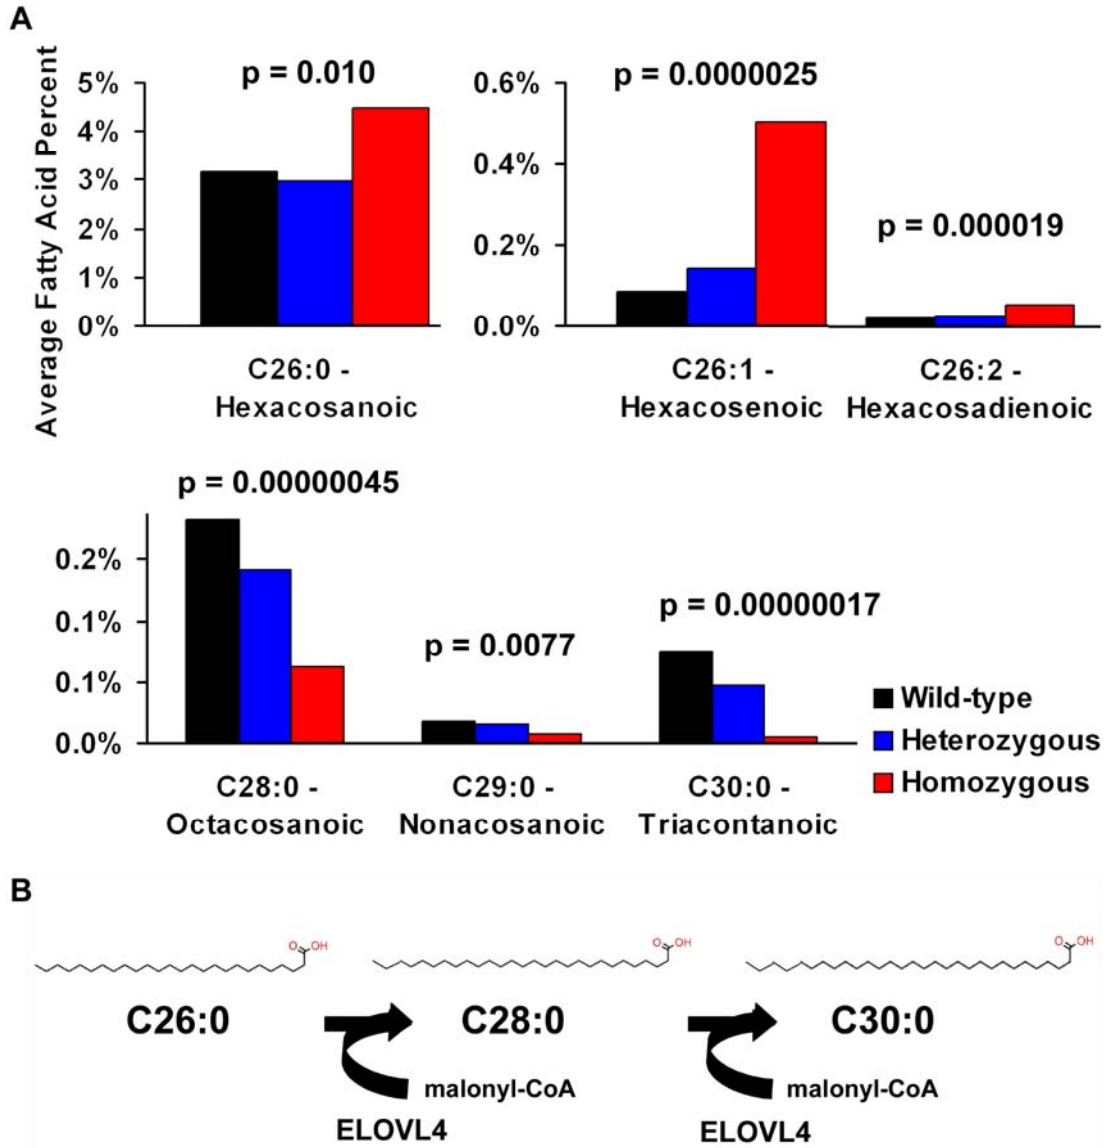 A
Average Fatty Acid Percent
p = 0.010
5%
4%
3%
2%
1%
0%
C26:0 -
Hexacosanoic
p = 0.0000025
0.6%
0.4%
0.2%
0.0%
p = 0.000019
C26:1 -
Hexacosenoic
C26:2 -
Hexacosadienoic
p = 0.00000045
0.2%
0.1%
0.1%
0.0%
p = 0.0077
p = 0.00000017
C28:0 -
Octacosanoic
C29:0 -
Nonacosanoic
C30:0 -
Triacontanoic
Wild-type
Heterozygous
Homozygous
B
O OH
O OH
O OH
C26:0
C28:0
C30:0
malonyl-CoA
malonyl-CoA
ELOVL4
ELOVL4